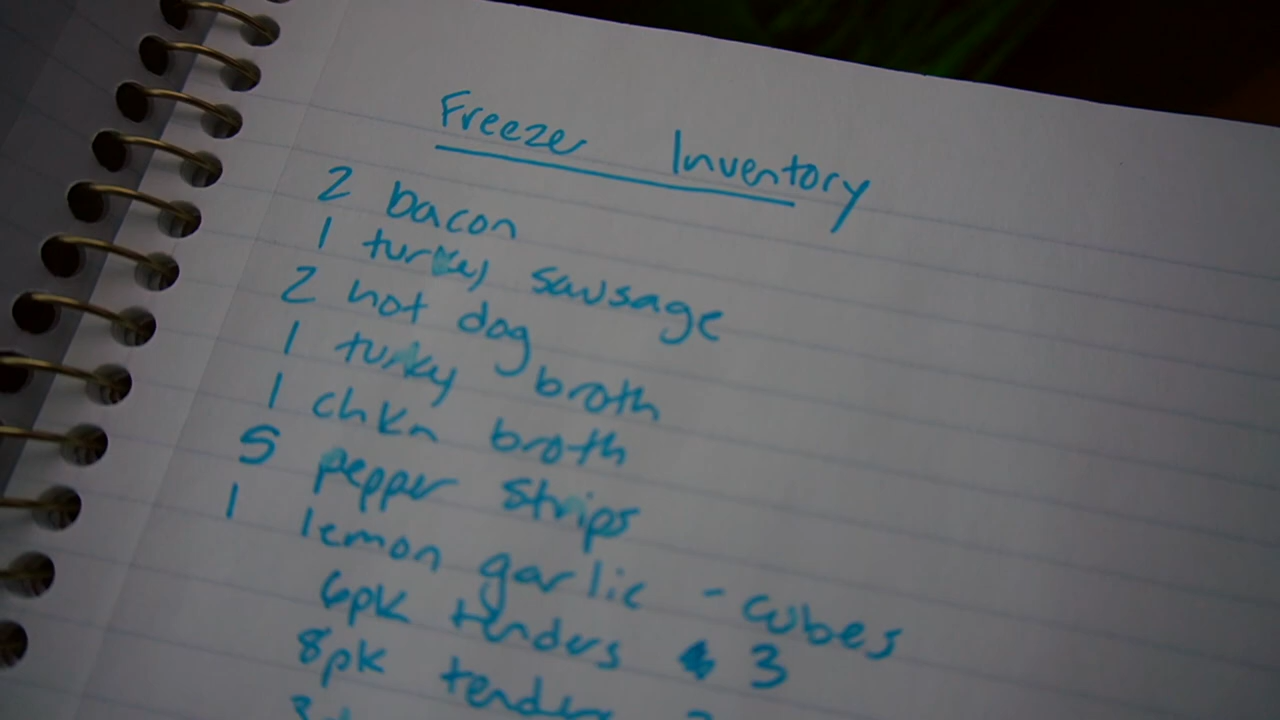 Freezer Inventory
2 bacon
1 turkey sausage
2 hot dog
1 turky broth
1 chkn broth
5 pepper strips
1 lemon garlic - cubes
6pk tenders 3
8pk tenders